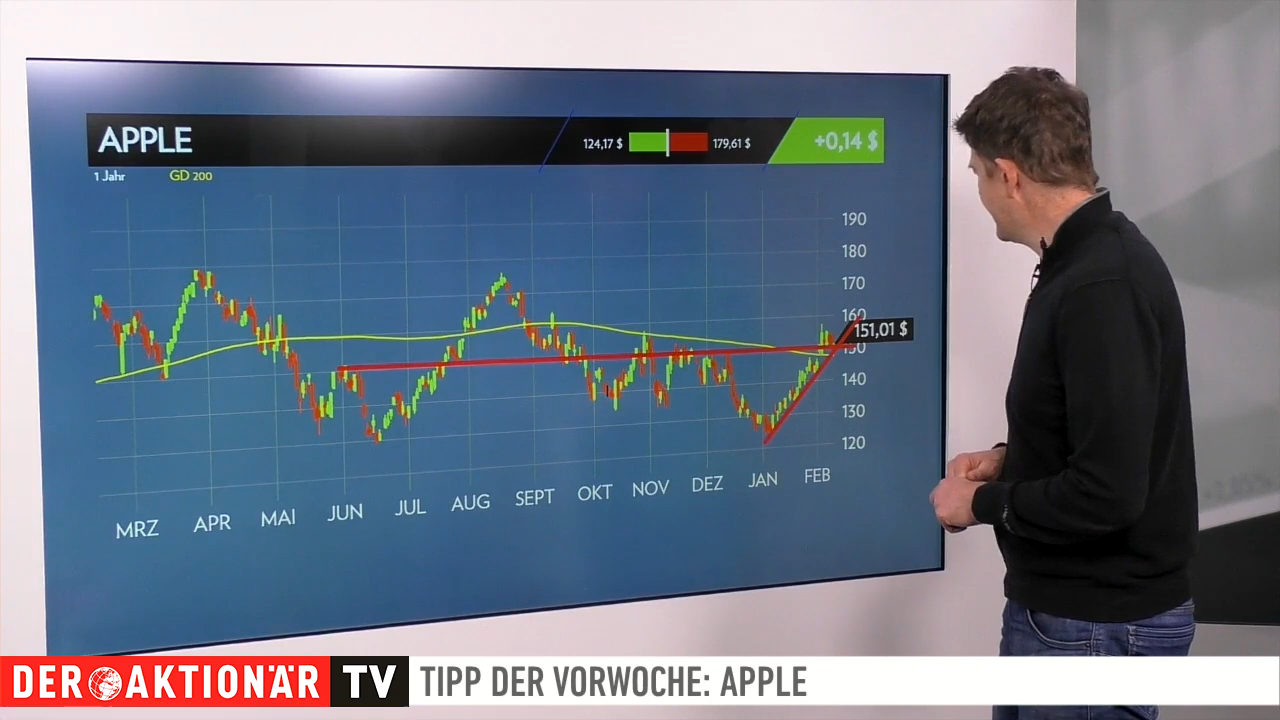 APPLE
124,17 $ 179,61 $ +0,14 $
1 Jahr GD 200
190
180
170
160
151,01 $
150
140
130
120
MRZ APR MAI JUN JUL AUG SEPT OKT NOV DEZ JAN FEB
DER AKTIONÄR TV TIPP DER VORWOCHE: APPLE